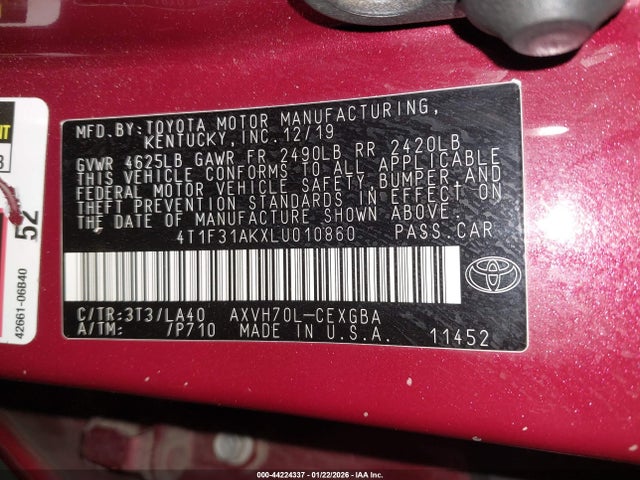 MFD. BY:TOYOTA MOTOR MANUFACTURING,
KENTUCKY, INC. 12/19
GVWR 4625LB GAWR FR 2490LB RR 2420LB
THIS VEHICLE CONFORMS TO ALL APPLICABLE
FEDERAL MOTOR VEHICLE SAFETY, BUMPER AND
THEFT PREVENTION STANDARDS IN EFFECT ON
THE DATE OF MANUFACTURE SHOWN ABOVE.
4T1F31AKXLU010860 PASS.CAR
C/TR:3T3/LA40 AXVH70L-CEXGBA
A/TM: /P710 MADE IN U.S.A. 11452
TOYOTA
52
42661-06B40
000-44224337 - 01/22/2026 - IAA Inc.